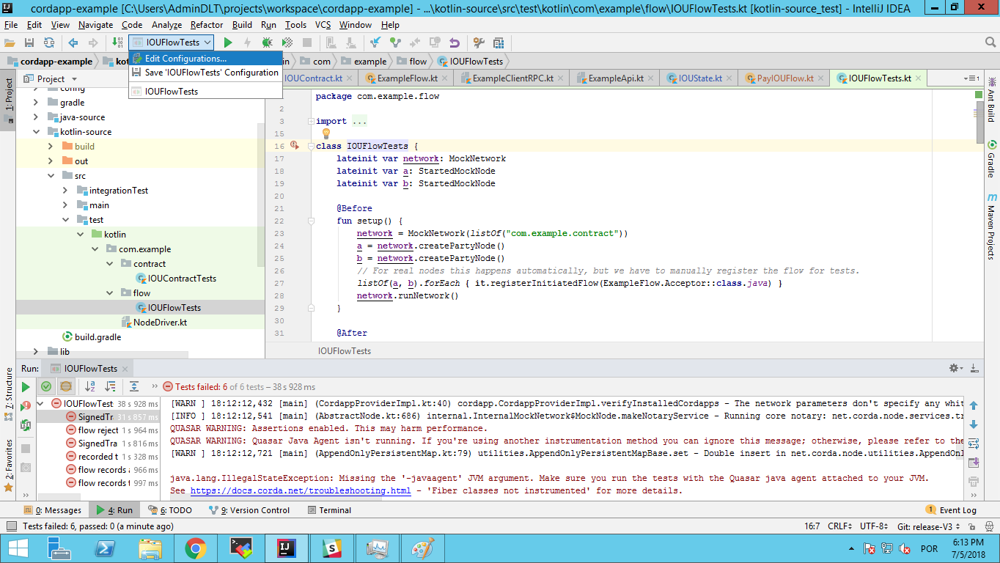 cordapp-example [C:\Users\AdminDLT\projects\workspace\cordapp-example] - ...\kotlin-source\src\test\kotlin\com\example\flow\IOUFlowTests.kt [kotlin-source_test] - IntelliJ IDEA
File Edit View Navigate Code Analyze Refactor Build Run Tools VCS Window Help
IOUFlowTests
cordapp-example com example flow IOUFlowTests
Edit Configurations...
Save 'IOUFlowTests' Configuration
IOUFlowTests
Project
IOUContract.kt ExampleFlow.kt ExampleClientRPC.kt ExampleApi.kt IOUState.kt PayIOUFlow.kt IOUFlowTests.kt
1: Project
Z: Structure
2: Favorites
config
gradle
java-source
kotlin-source
build
out
src
integrationTest
main
test
kotlin
com.example
contract
IOUContractTests
flow
IOUFlowTests
NodeDriver.kt
build.gradle
lib
package com.example.flow
2
3 import ...
15
16 class IOUFlowTests {
17 lateinit var network: MockNetwork
18 lateinit var a: StartedMockNode
19 lateinit var b: StartedMockNode
20
21 @Before
22 fun setup() {
23 network = MockNetwork(listOf("com.example.contract"))
24 a = network.createPartyNode()
25 b = network.createPartyNode()
26 // For real nodes this happens automatically, but we have to manually register the flow for tests.
27 listOf(a, b).forEach { it.registerInitiatedFlow(ExampleFlow.Acceptor::class.java) }
28 network.runNetwork()
29 }
30
31 @After
IOUFlowTests
Ant Build
Gradle
Maven Projects
Run: IOUFlowTests
Tests failed: 6 of 6 tests – 38 s 928 ms
IOUFlowTest 38 s 928 ms
SignedTr 31 s 857 ms
flow reject 1 s 964 ms
SignedTra 1 s 816 ms
recorded t 1 s 328 ms
flow records 966 ms
flow records 997 ms
[WARN ] 18:12:12,432 [main] (CordappProviderImpl.kt:40) cordapp.CordappProviderImpl.verifyInstalledCordapps - The network parameters don't specify any whit
[INFO ] 18:12:12,541 [main] (AbstractNode.kt:686) internal.InternalMockNetwork$MockNode.makeNotaryService - Running core notary: net.corda.node.services.tr
QUASAR WARNING: Assertions enabled. This may harm performance.
QUASAR WARNING: Quasar Java Agent isn't running. If you're using another instrumentation method you can ignore this message; otherwise, please refer to the
[WARN ] 18:12:12,721 [main] (AppendOnlyPersistentMap.kt:79) utilities.AppendOnlyPersistentMapBase.set - Double insert in net.corda.node.utilities.AppendOnl
java.lang.IllegalStateException: Missing the '-javaagent' JVM argument. Make sure you run the tests with the Quasar java agent attached to your JVM.
See https://docs.corda.net/troubleshooting.html - 'Fiber classes not instrumented' for more details.
0: Messages 4: Run 6: TODO 9: Version Control Terminal 1 Event Log
Tests failed: 6, passed: 0 (a minute ago) 16:7 CRLF UTF-8 Git: release-V3
POR 6:13 PM
7/5/2018